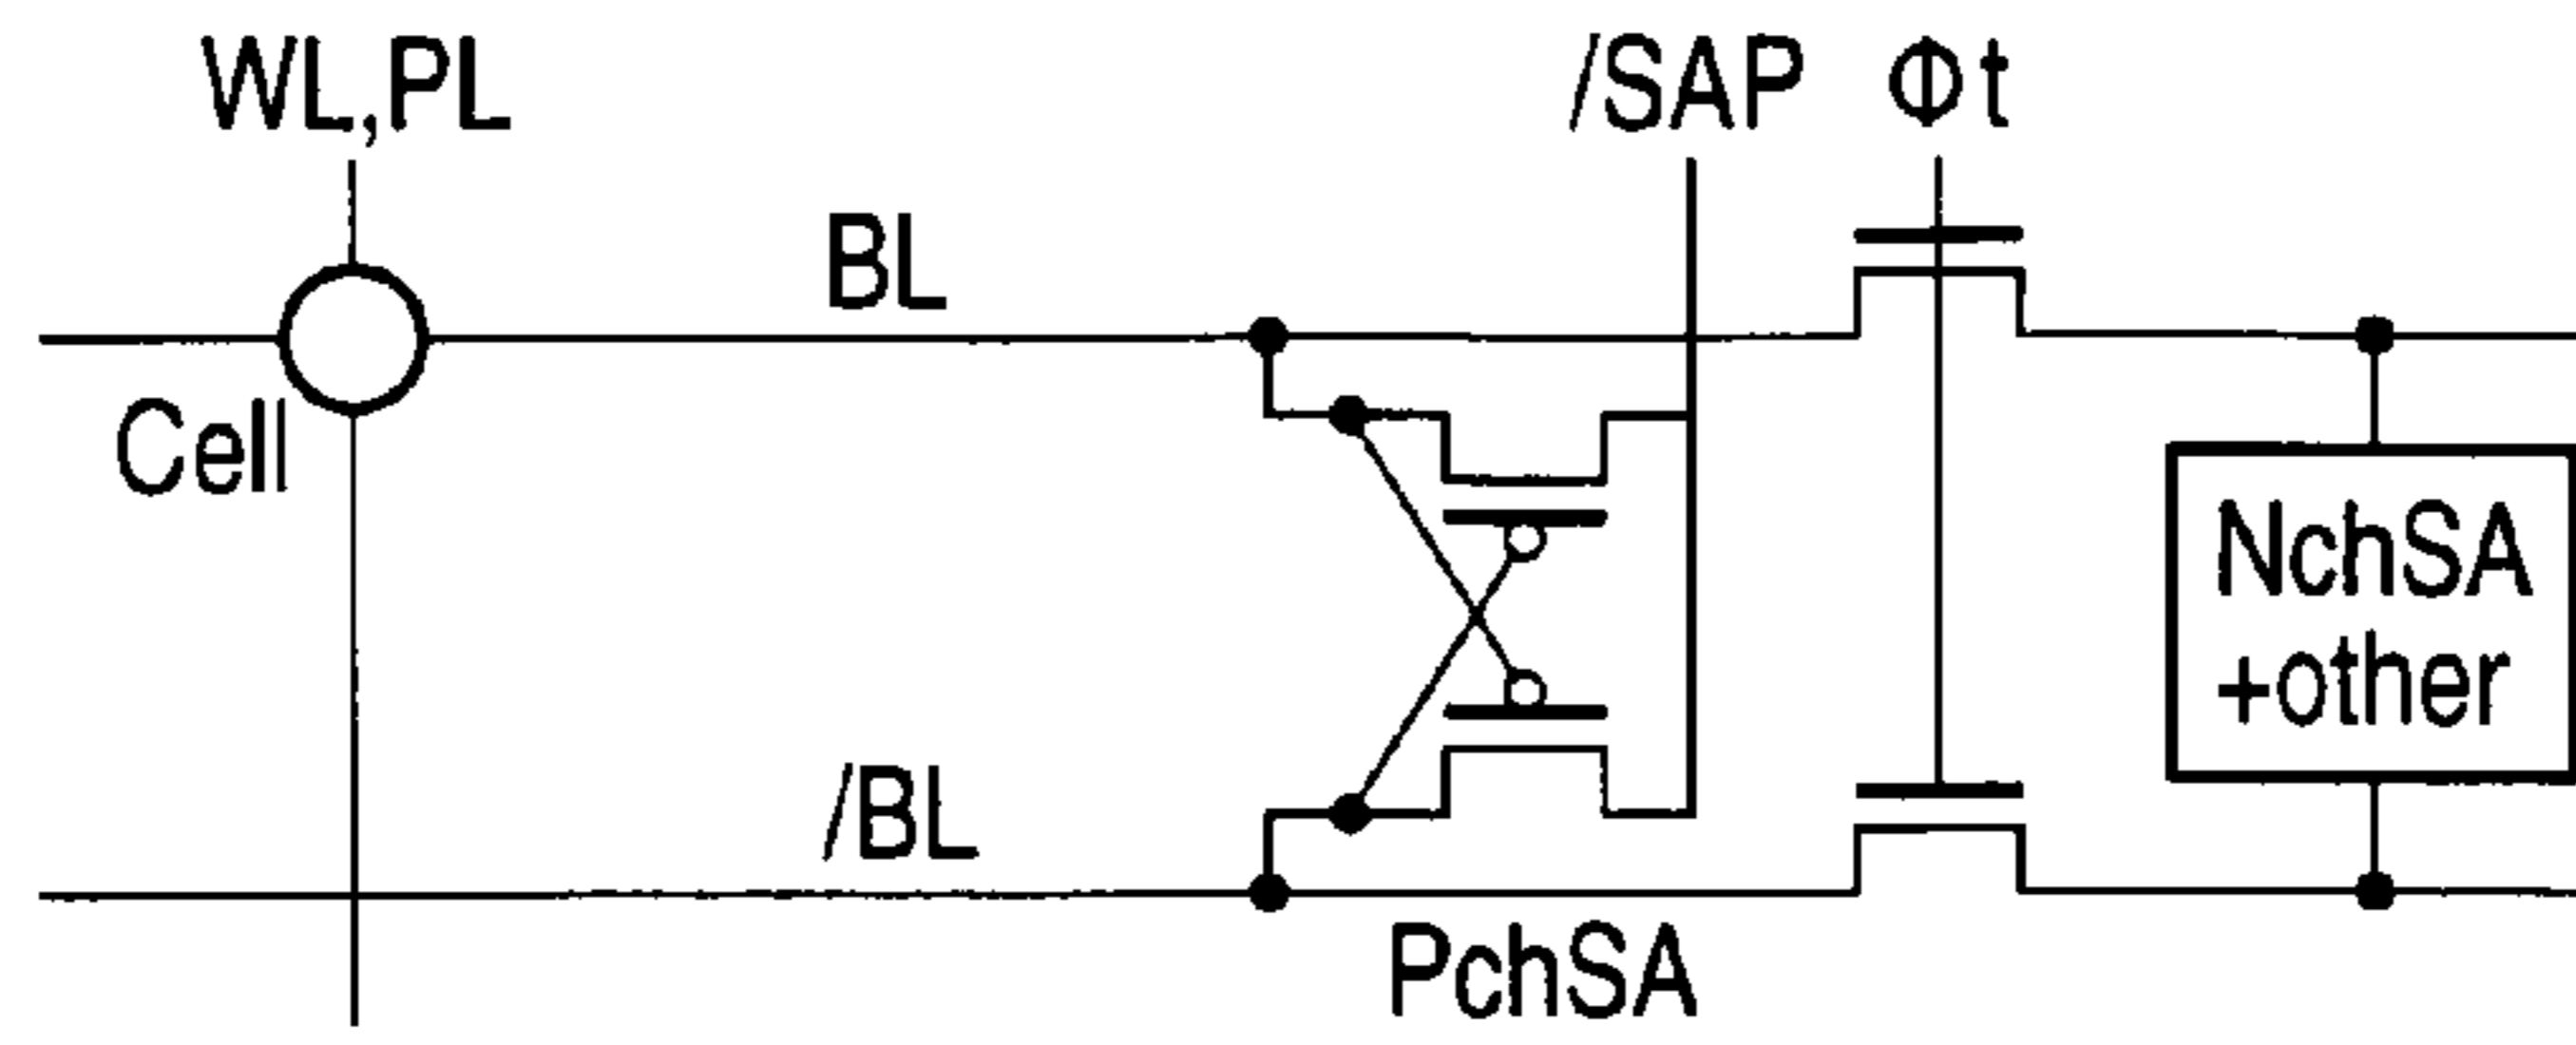 WL,PL
/SAP
Φt
BL
Cell
NchSA
+other
/BL
PchSA